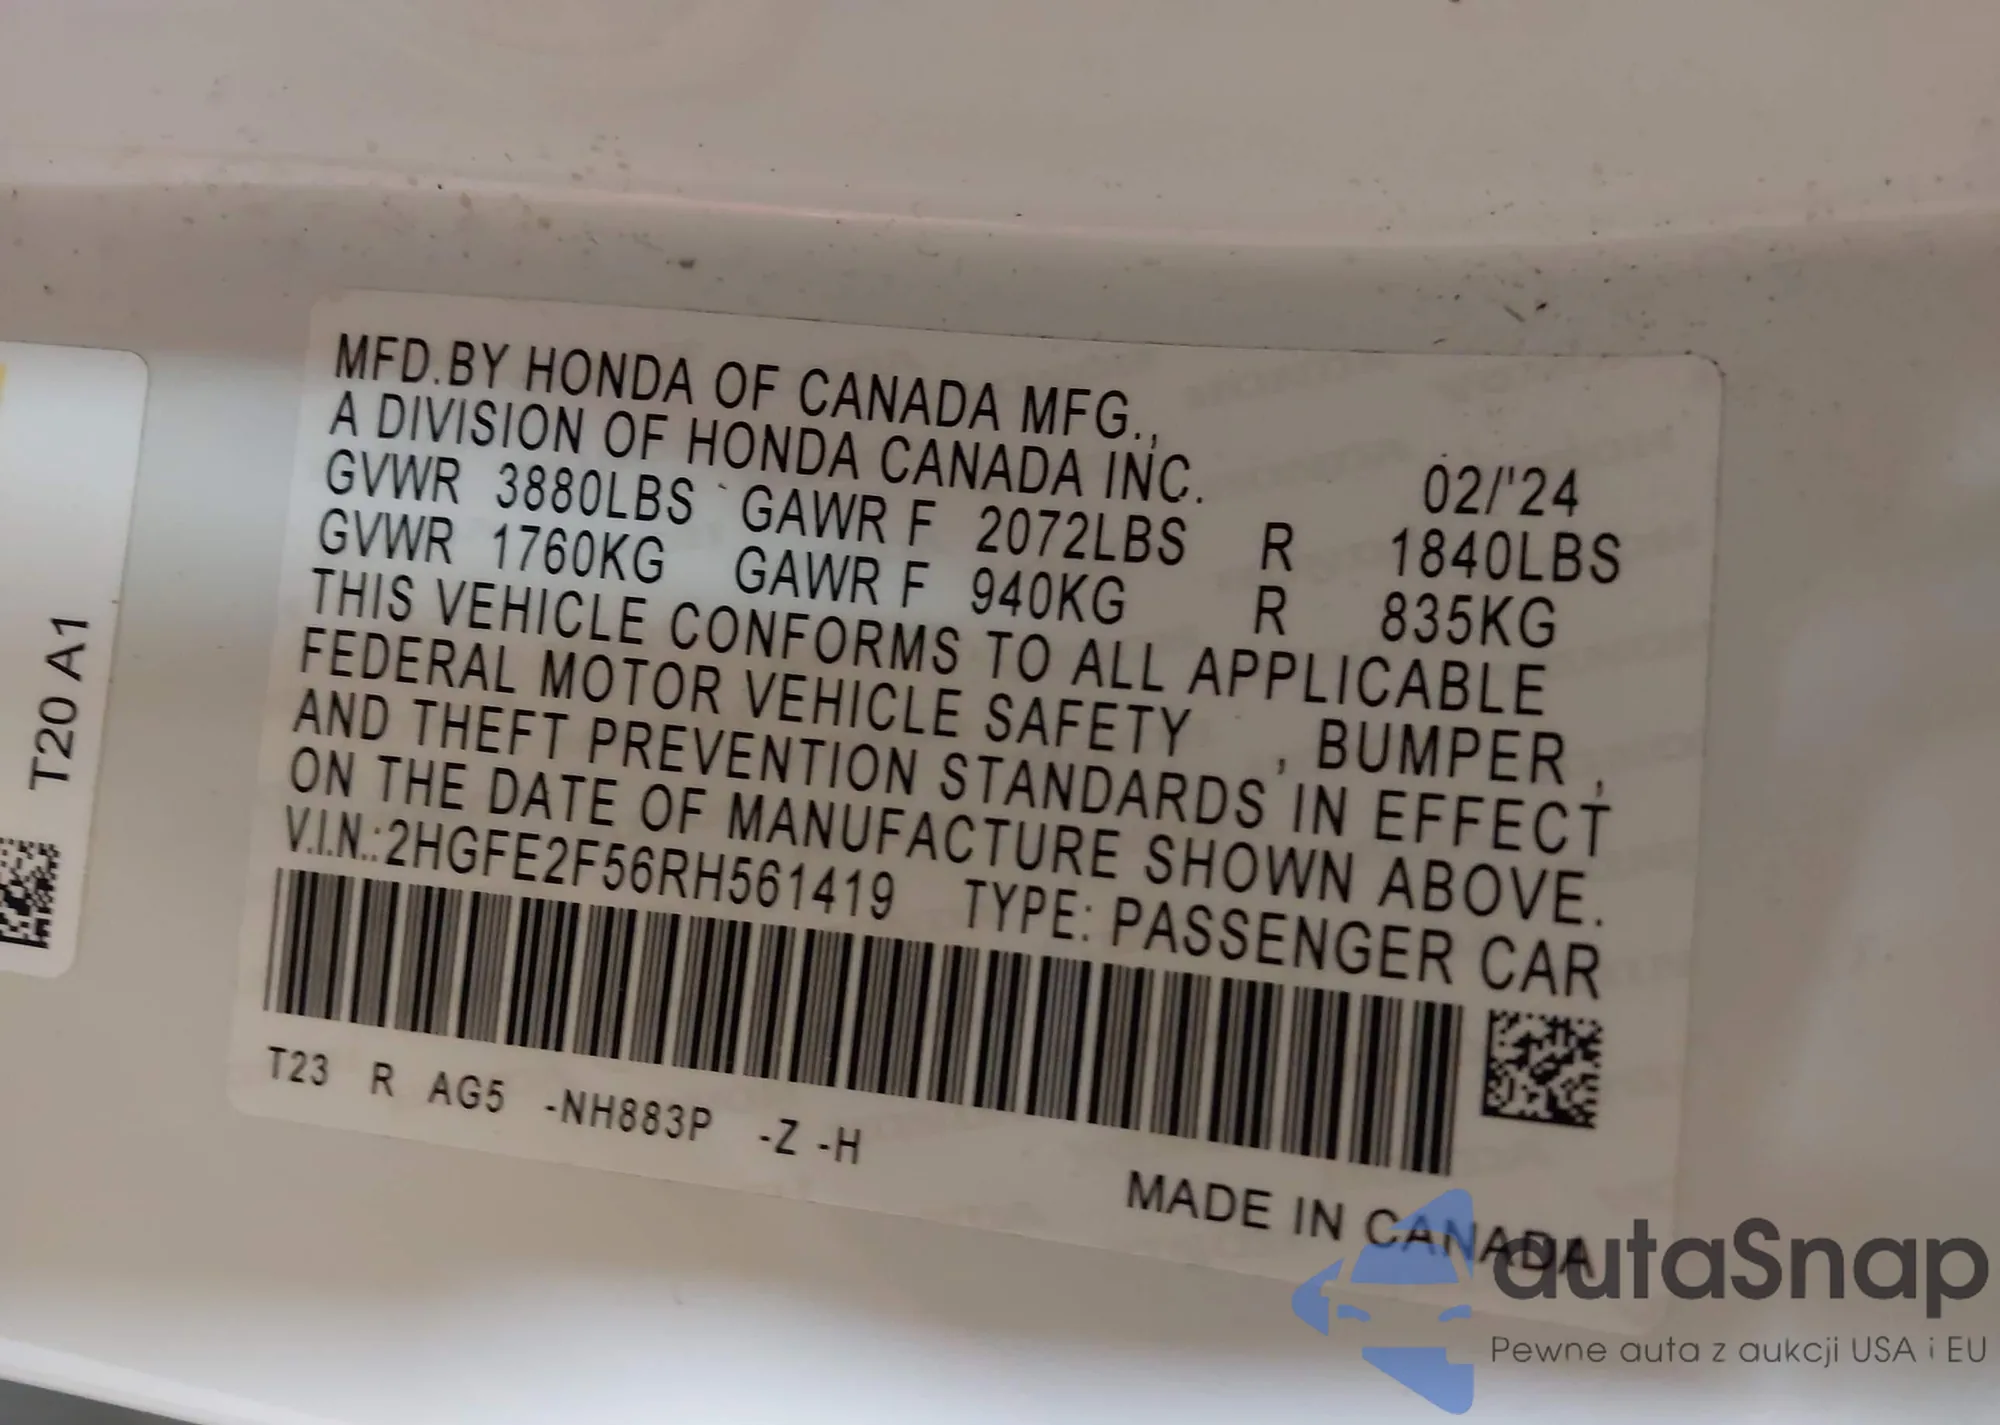 MFD.BY HONDA OF CANADA MFG.,
A DIVISION OF HONDA CANADA INC. 02/'24
GVWR 3880LBS GAWR F 2072LBS R 1840LBS
GVWR 1760KG GAWR F 940KG R 835KG
THIS VEHICLE CONFORMS TO ALL APPLICABLE
FEDERAL MOTOR VEHICLE SAFETY , BUMPER ,
AND THEFT PREVENTION STANDARDS IN EFFECT
ON THE DATE OF MANUFACTURE SHOWN ABOVE.
V.I.N.:2HGFE2F56RH561419 TYPE: PASSENGER CAR
T23 R AG5 -NH883P -Z -H
MADE IN CANADA
T20 A1
autaSnap
Pewne auta z aukcji USA i EU